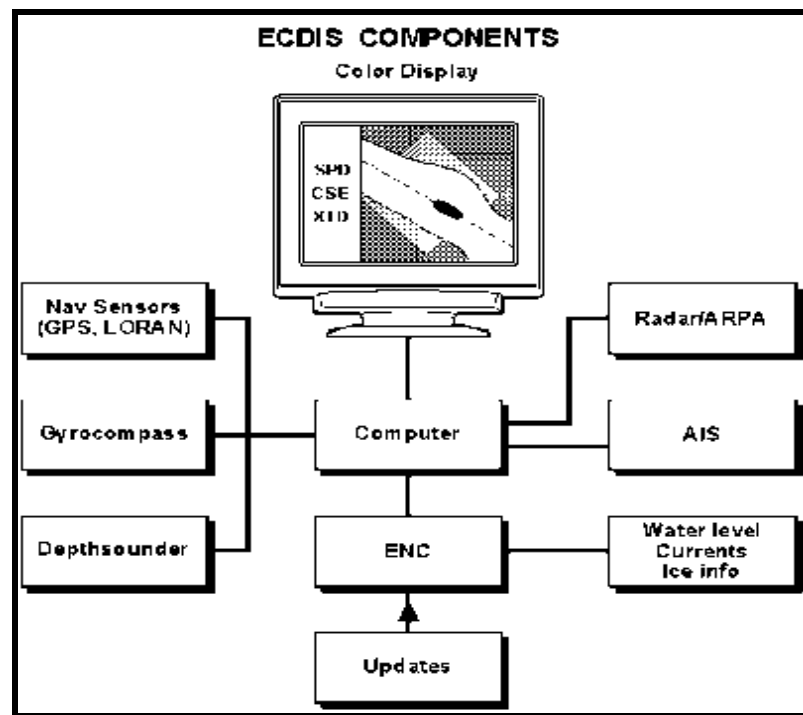 ECDIS COMPONENTS
Color Display
SPD
CSE
XTD
Nav Sensors
(GPS, LORAN)
Radar/ARPA
Gyrocompass
Computer
AIS
Depthsounder
ENC
Water level
Currents
Ice info
Updates